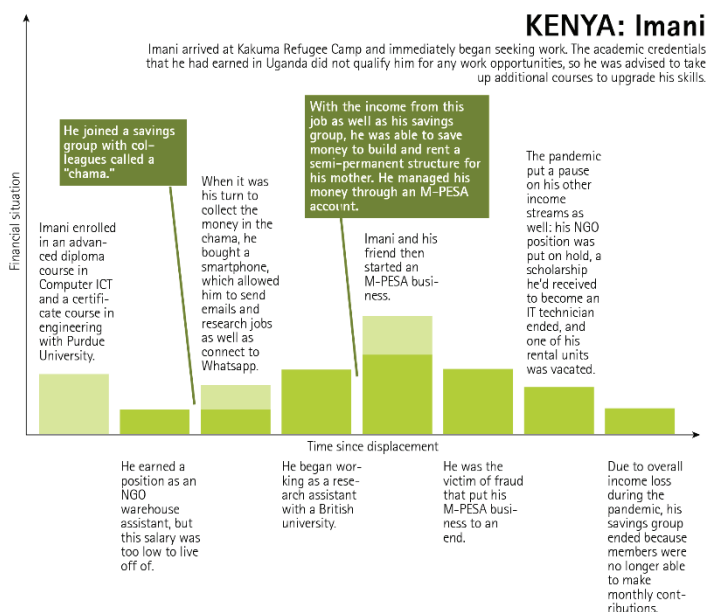 KENYA: Imani
Imani arrived at Kakuma Refugee Camp and immediately began seeking work. The academic credentials
that he had earned in Uganda did not qualify him for any work opportunities, so he was advised to take
up additional courses to upgrade his skills.
Financial situation
He joined a savings
group with col-
leagues called a
“chama.”
With the income from this
job as well as his savings
group, he was able to save
money to build and rent a
semi-permanent structure for
his mother. He managed his
money through an M-PESA
account.
Imani enrolled
in an advan-
ced diploma
course in
Computer ICT
and a certifi-
cate course in
engineering
with Purdue
University.
When it was
his turn to
collect the
money in the
chama, he
bought a
smartphone,
which allowed
him to send
emails and
research jobs
as well as
connect to
Whatsapp.
Imani and his
friend then
started an
M-PESA busi-
ness.
The pandemic
put a pause
on his other
income
streams as
well: his NGO
position was
put on hold, a
scholarship
he'd received
to become an
IT technician
ended, and
one of his
rental units
was vacated.
Time since displacement
He earned a
position as an
NGO
warehouse
assistant, but
this salary was
too low to live
off of.
He began wor-
king as a rese-
arch assistant
with a British
university.
He was the
victim of fraud
that put his
M-PESA busi-
ness to an
end.
Due to overall
income loss
during the
pandemic, his
savings group
ended because
members were
no longer able
to make
monthly cont-
ributions.